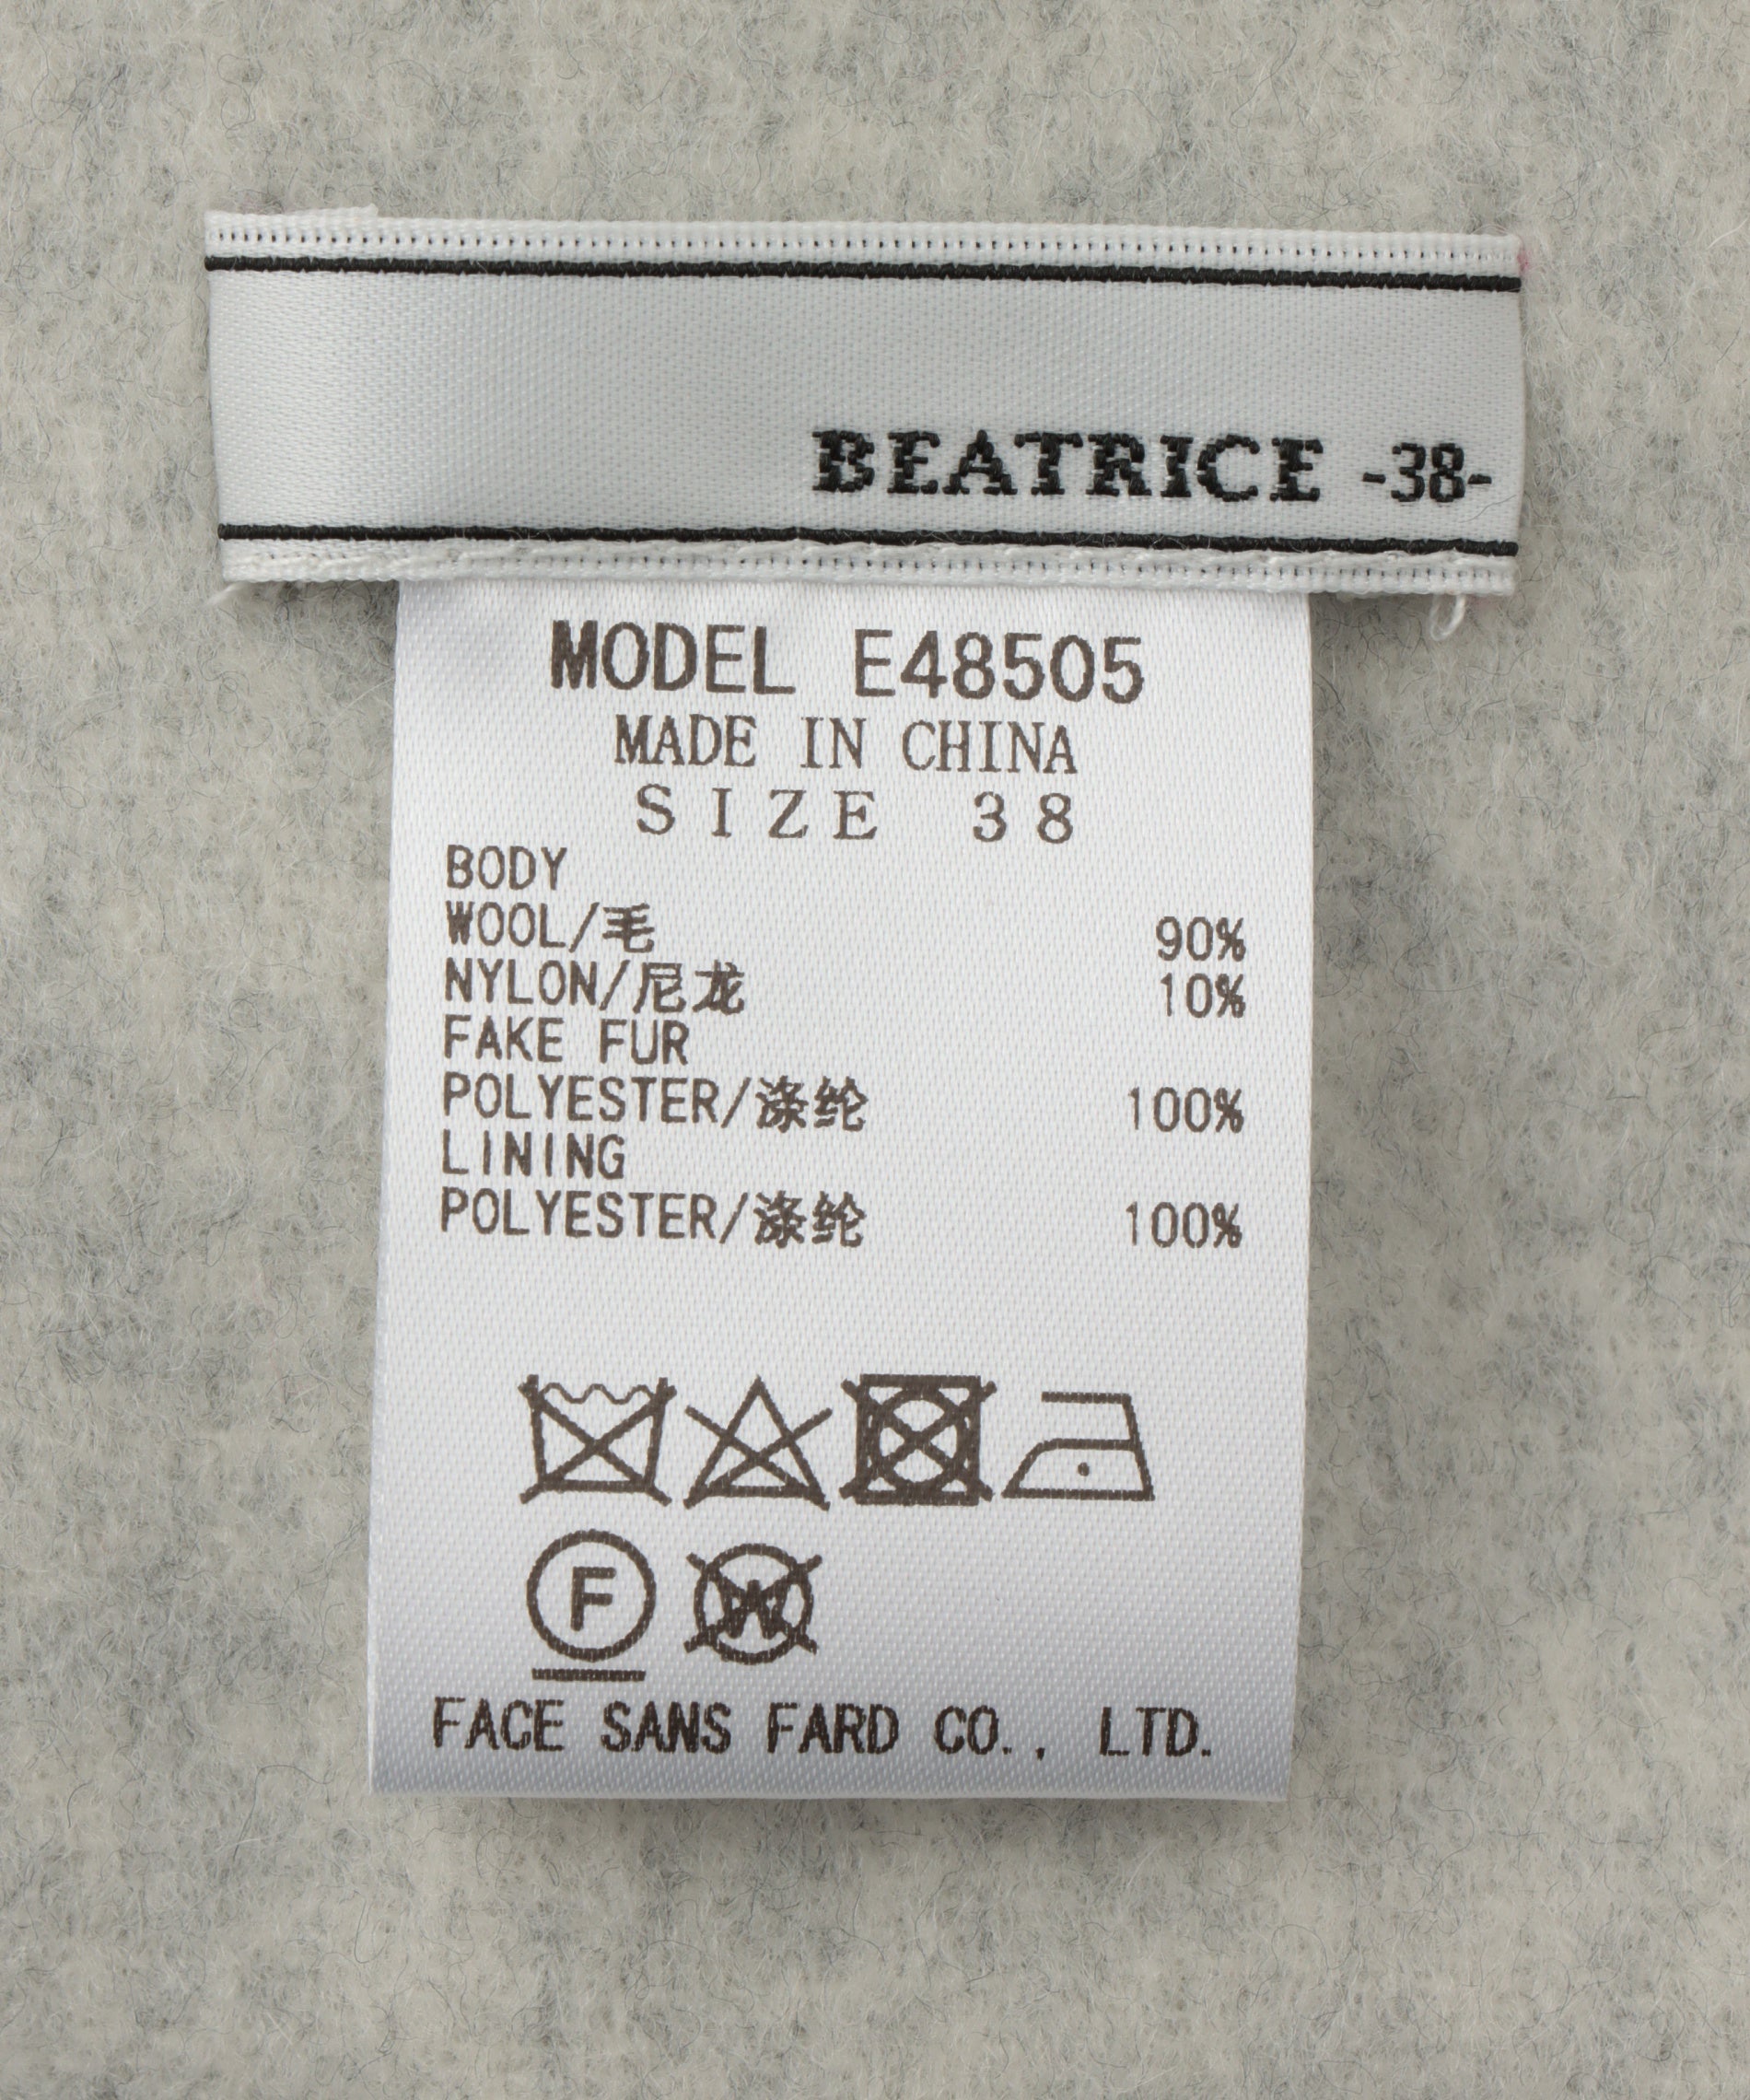 BEATRICE -38-
MODEL E48505
MADE IN CHINA
SIZE 38
BODY
WOOL/毛 90%
NYLON/尼龙 10%
FAKE FUR
POLYESTER/涤纶 100%
LINING
POLYESTER/涤纶 100%
F W
FACE SANS FARD CO., LTD.